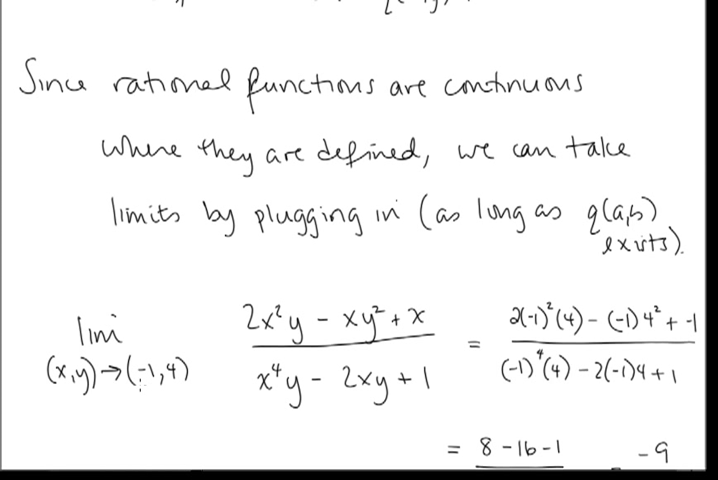 Since rational functions are continuous
where they are defined, we can take
limits by plugging in (as long as q(a,b)
exists).
lim 2x²y - xy² + x = 2(-1)²(4) - (-1)4² + -1
(x,y)→(-1,4) x⁴y - 2xy + 1 (-1)⁴(4) - 2(-1)4 + 1
= 8 - 16 - 1 = -9